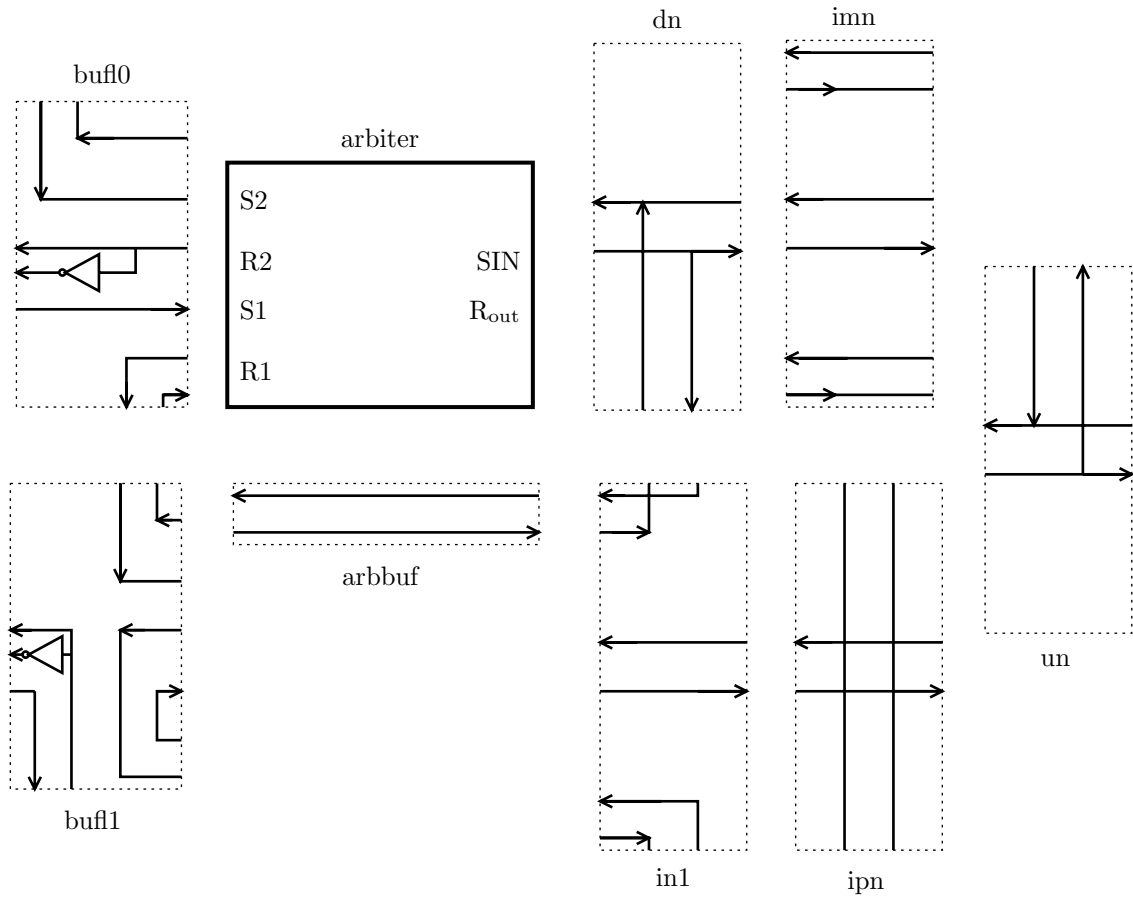 dn
imn
bufl0
arbiter
S2
R2
SIN
S1
Rout
R1
arbbuf
un
bufl1
in1
ipn